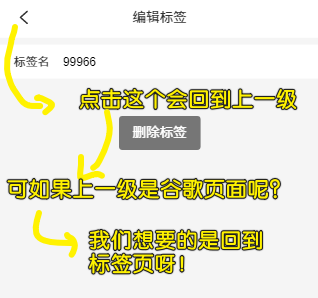 编辑标签
标签名 99966
点击这个会回到上一级
删除标签
可如果上一级是谷歌页面呢？
我们想要的是回到
标签页呀！